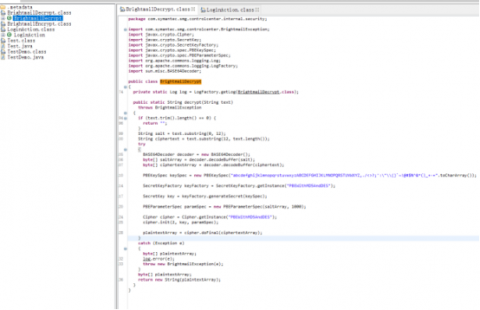 .metadata
BrightmailDecrypt.class
BrightmailDecrypt
BrightmailEncrypt.class
LoginAction.class
LoginAction
Test.class
Test.java
TestDemo.class
TestDemo.java
BrightmailDecrypt.class
LoginAction.class
package com.symantec.smg.controlcenter.internal.security;
import com.symantec.smg.controlcenter.BrightmailException;
import javax.crypto.Cipher;
import javax.crypto.SecretKey;
import javax.crypto.SecretKeyFactory;
import javax.crypto.spec.PBEKeySpec;
import javax.crypto.spec.PBEParameterSpec;
import org.apache.commons.logging.Log;
import org.apache.commons.logging.LogFactory;
import sun.misc.BASE64Decoder;
public class BrightmailDecrypt
{
private static Log log = LogFactory.getLog(BrightmailDecrypt.class);
public static String decrypt(String text)
throws BrightmailException
{
if (text.trim().length() == 0) {
return "";
}
String salt = text.substring(0, 12);
String ciphertext = text.substring(12, text.length());
try
{
BASE64Decoder decoder = new BASE64Decoder();
byte[] saltArray = decoder.decodeBuffer(salt);
byte[] ciphertextArray = decoder.decodeBuffer(ciphertext);
PBEKeySpec keySpec = new PBEKeySpec(
SecretKeyFactory keyFactory = SecretKeyFactory.getInstance("PBEWithMD5AndDES");
SecretKey key = keyFactory.generateSecret(keySpec);
PBEParameterSpec paramSpec = new PBEParameterSpec(saltArray, 1000);
Cipher cipher = Cipher.getInstance("PBEWithMD5AndDES");
cipher.init(2, key, paramSpec);
plaintextArray = cipher.doFinal(ciphertextArray);
}
catch (Exception e)
{
byte[] plaintextArray;
log.error(e);
throw new BrightmailException(e);
}
byte[] plaintextArray;
return new String(plaintextArray);
}
}